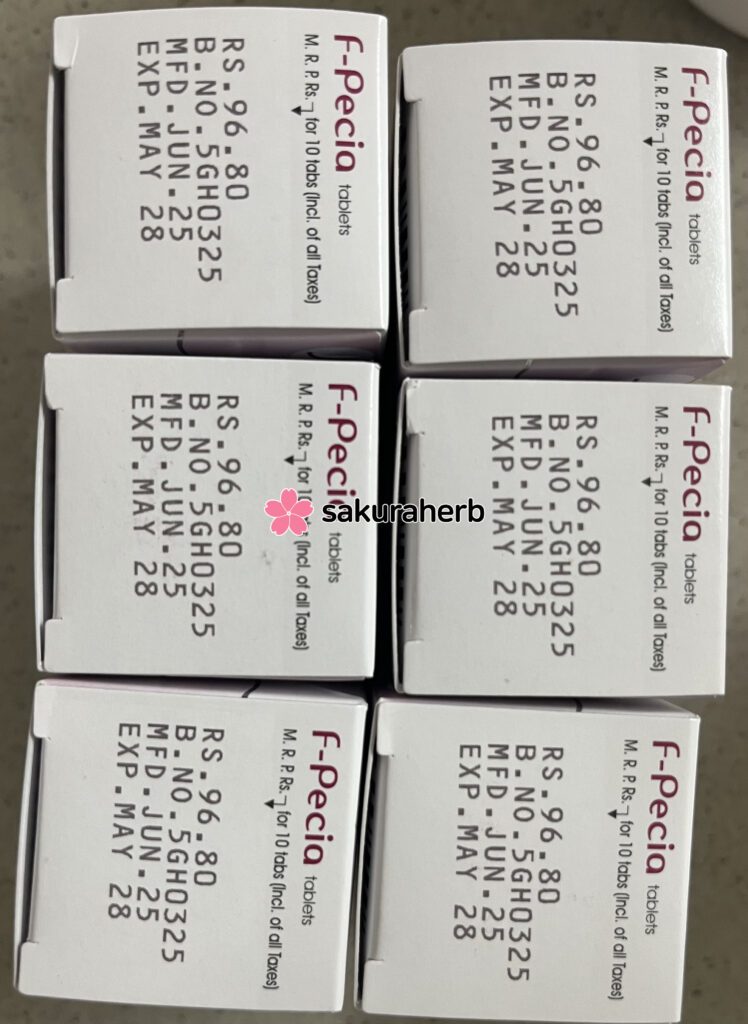 F-Pecia tablets
M. R. P. Rs. for 10 tabs (Incl. of all Taxes)
RS.96.80
B.NO.5GH0325
MFD.JUN.25
EXP.MAY 28
F-Pecia tablets
M. R. P. Rs. for 10 tabs (Incl. of all Taxes)
RS.96.80
B.NO.5GH0325
MFD.JUN.25
EXP.MAY 28
F-Pecia tablets
M. R. P. Rs. for (Incl. of all Taxes)
RS.96.80
B.NO.5GH0325
MFD.JUN.25
EXP.MAY 28
sakuraherb
F-Pecia tablets
M. R. P. Rs. for 10 tabs (Incl. of all Taxes)
RS.96.80
B.NO.5GH0325
MFD.JUN.25
EXP.MAY 28
F-Pecia tablets
M. R. P. Rs. for 10 tabs (Incl. of all Taxes)
RS.96.80
B.NO.5GH0325
MFD.JUN.25
EXP.MAY 28
F-Pecia tablets
M. R. P. Rs. for 10 tabs (Incl. of all Taxes)
RS.96.80
B.NO.5GH0325
MFD.JUN.25
EXP.MAY 28